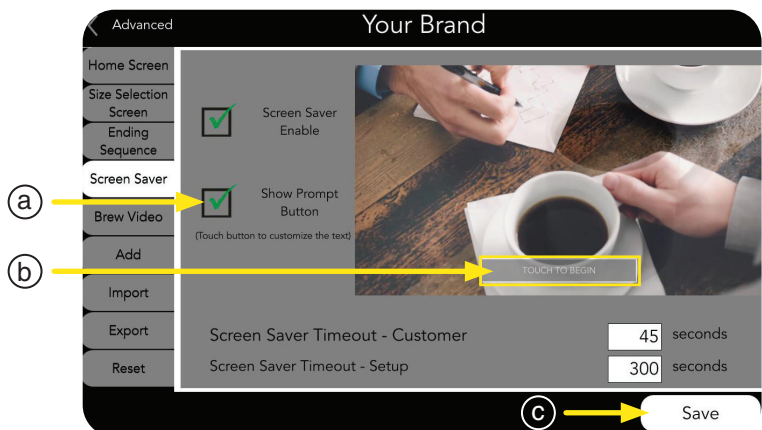 Advanced
Your Brand
Home Screen
Size Selection
Screen
Ending
Sequence
Screen Saver
Brew Video
Add
Import
Export
Reset
Screen Saver
Enable
Show Prompt
Button
(Touch button to customize the text)
TOUCH TO BEGIN
Screen Saver Timeout - Customer
45 seconds
Screen Saver Timeout - Setup
300 seconds
a
b
c
Save